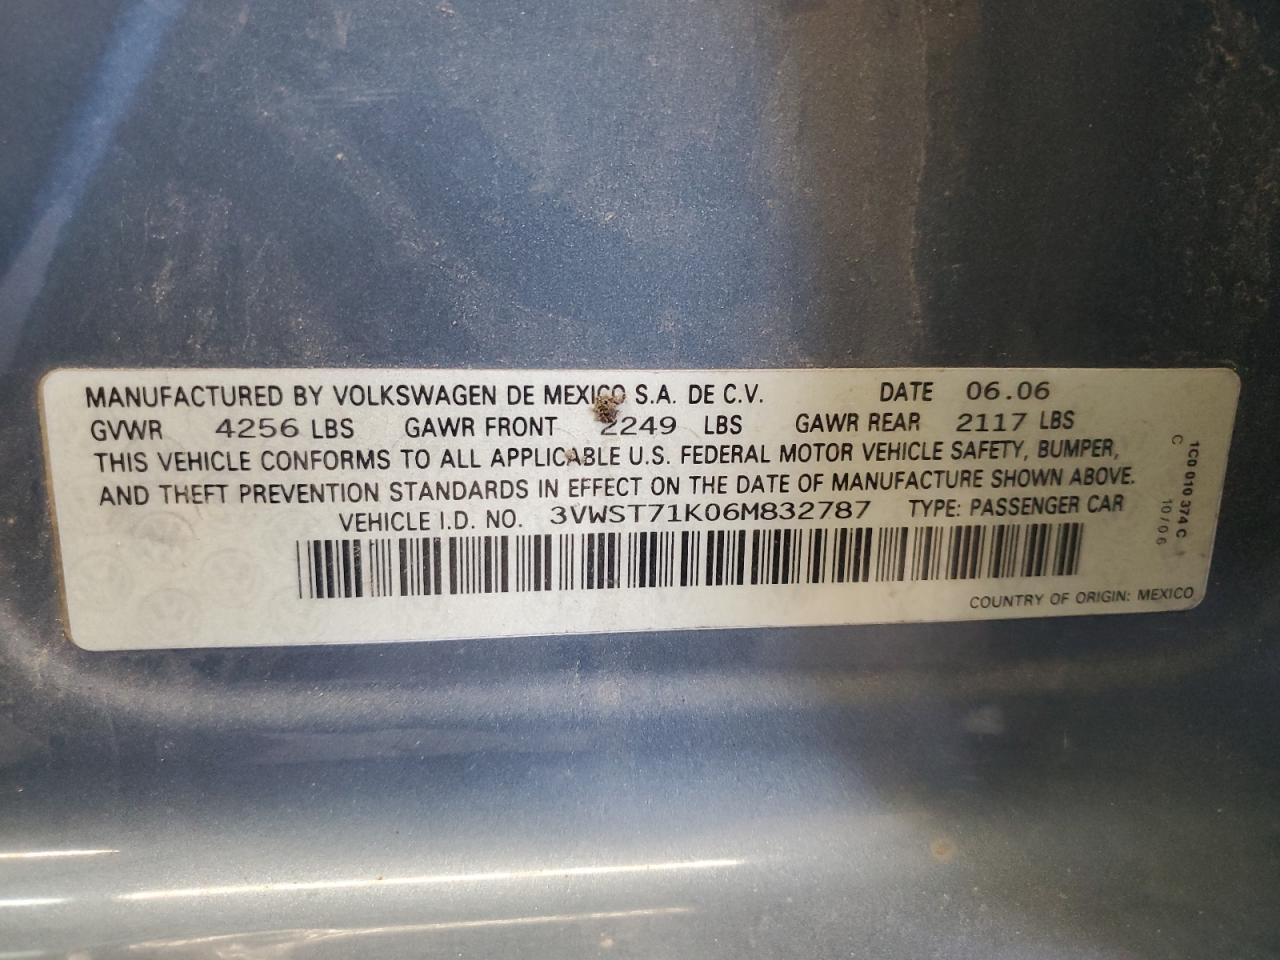 MANUFACTURED BY VOLKSWAGEN DE MEXICO S.A. DE C.V. DATE 06.06
GVWR 4256 LBS GAWR FRONT 2249 LBS GAWR REAR 2117 LBS
THIS VEHICLE CONFORMS TO ALL APPLICABLE U.S. FEDERAL MOTOR VEHICLE SAFETY, BUMPER,
AND THEFT PREVENTION STANDARDS IN EFFECT ON THE DATE OF MANUFACTURE SHOWN ABOVE.
VEHICLE I.D. NO. 3VWST71K06M832787 TYPE: PASSENGER CAR
COUNTRY OF ORIGIN: MEXICO
1C0 010 374 C
C 10/06